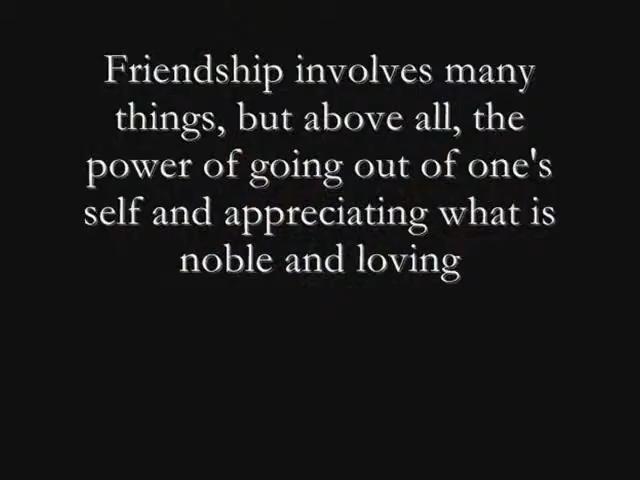 Friendship involves many
things, but above all, the
power of going out of one's
self and appreciating what is
noble and loving